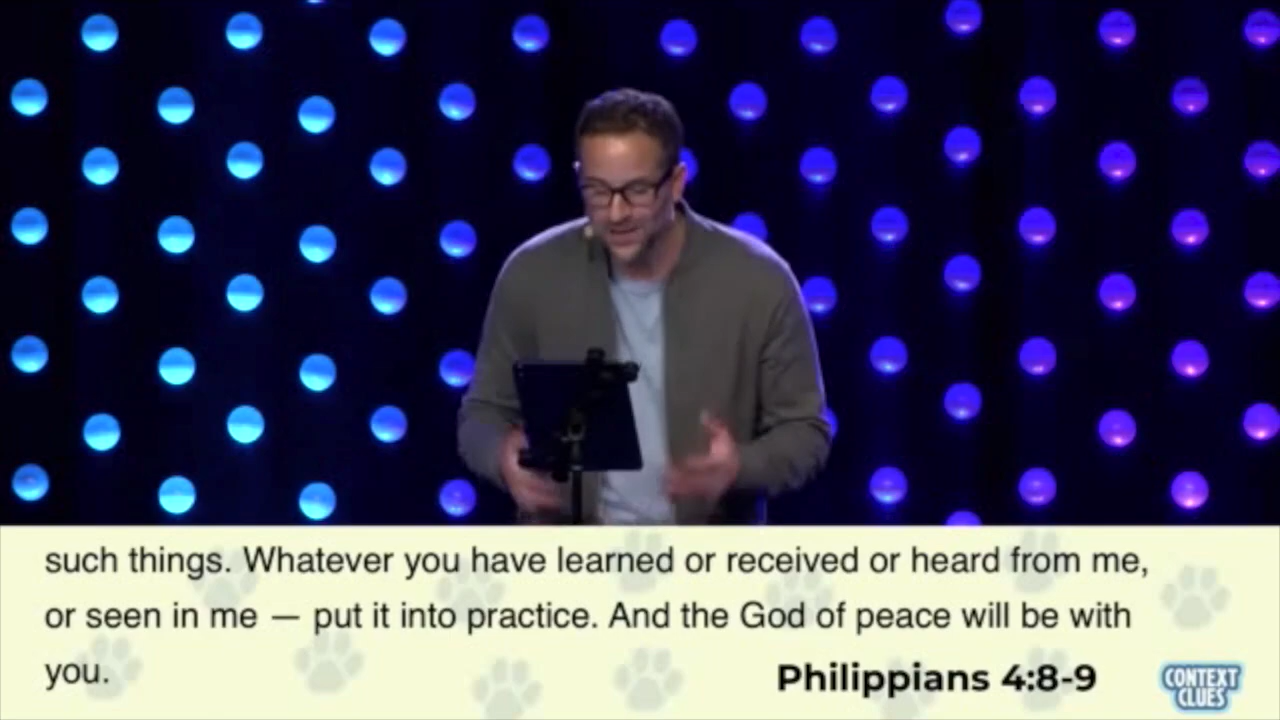 such things. Whatever you have learned or received or heard from me,
or seen in me — put it into practice. And the God of peace will be with
you.
Philippians 4:8-9
CONTEXT
CLUES